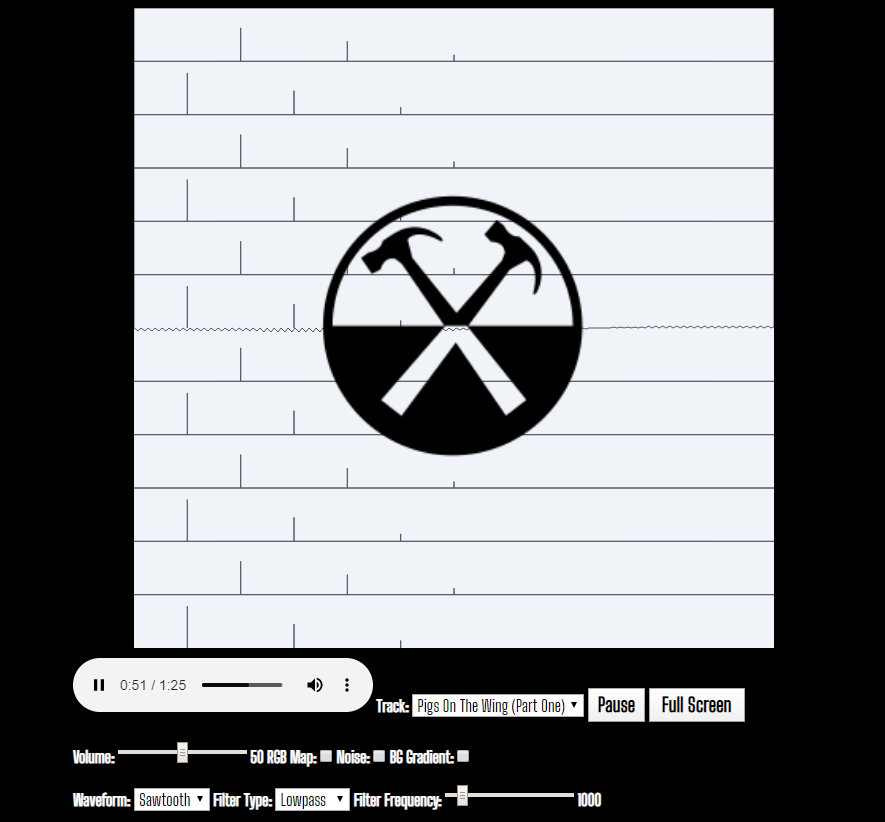 0:51 / 1:25
Track: Pigs On The Wing (Part One) Pause Full Screen
Volume: 50 RGB Map: Noise: BG Gradient:
Waveform: Sawtooth Filter Type: Lowpass Filter Frequency: 1000